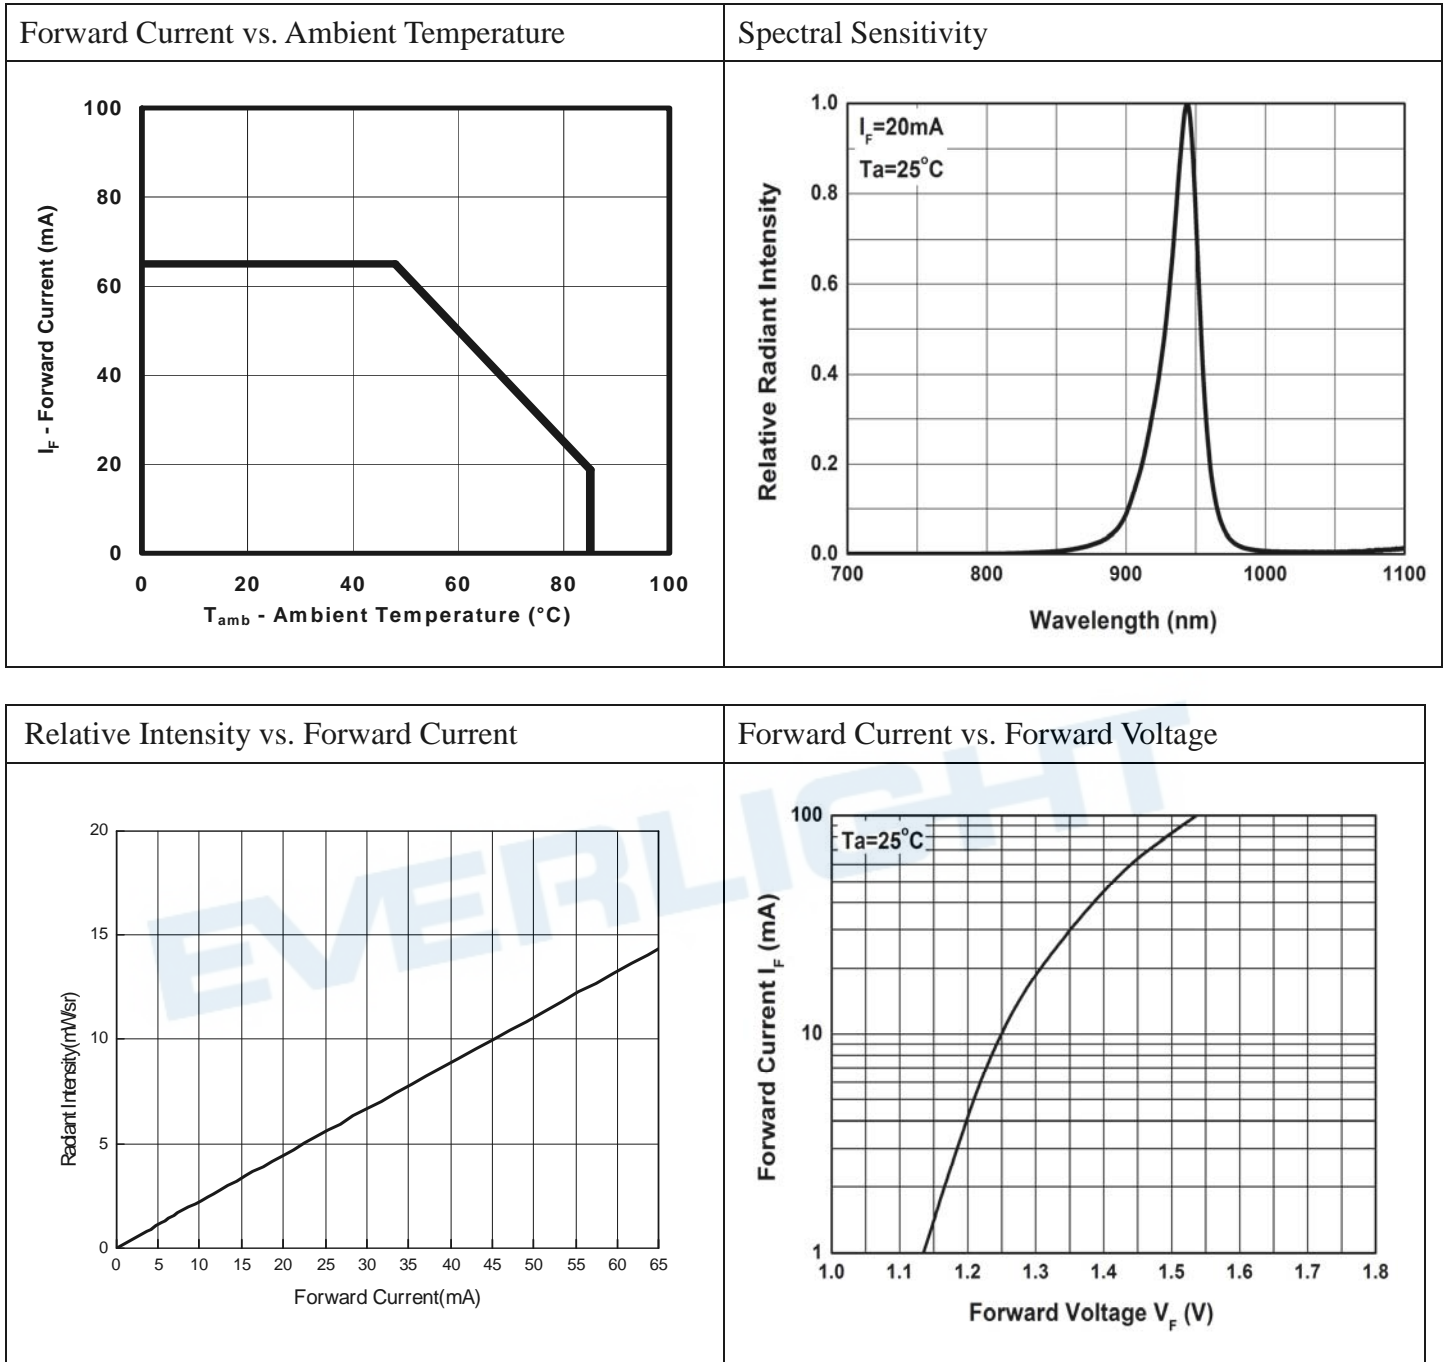 Forward Current vs. Ambient Temperature
Spectral Sensitivity
I_F - Forward Current (mA)
100
80
60
40
20
0
0 20 40 60 80 100
T_amb - Ambient Temperature (°C)
Relative Radiant Intensity
1.0
0.8
0.6
0.4
0.2
0.0
I_F=20mA
Ta=25°C
700 800 900 1000 1100
Wavelength (nm)
Relative Intensity vs. Forward Current
Forward Current vs. Forward Voltage
Radiant Intensity(mW/sr)
20
15
10
5
0
0 5 10 15 20 25 30 35 40 45 50 55 60 65
Forward Current(mA)
Forward Current I_F (mA)
100
10
1
Ta=25°C
1.0 1.1 1.2 1.3 1.4 1.5 1.6 1.7 1.8
Forward Voltage V_F (V)
EVERLIGHT